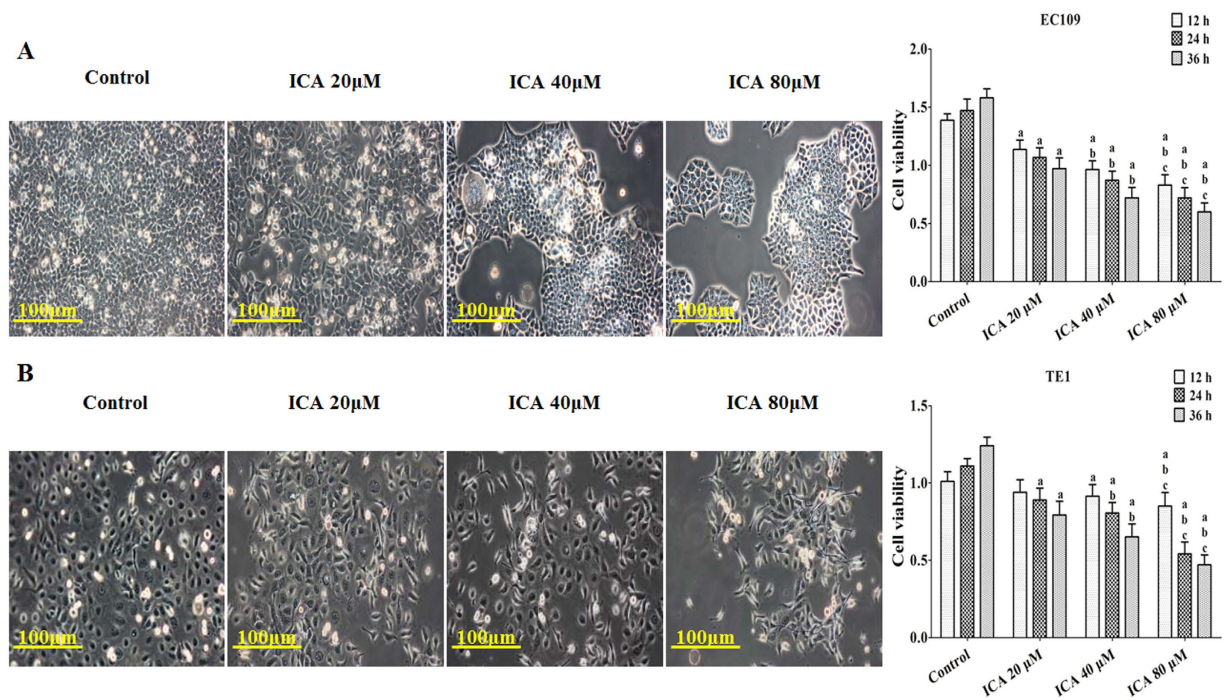 A
Control
ICA 20μM
ICA 40μM
ICA 80μM
100μm
100μm
100μm
100μm
EC109
12 h
24 h
36 h
Cell viability
2.0
1.5
1.0
0.5
0.0
a
a
a
a
b
a
b
a
b
a
b
c
a
b
c
a
b
c
Control
ICA 20 μM
ICA 40 μM
ICA 80 μM
B
Control
ICA 20μM
ICA 40μM
ICA 80μM
100μm
100μm
100μm
100μm
TE1
12 h
24 h
36 h
Cell viability
1.5
1.0
0.5
0.0
a
a
a
a
b
a
b
a
b
c
a
b
c
a
b
c
Control
ICA 20 μM
ICA 40 μM
ICA 80 μM